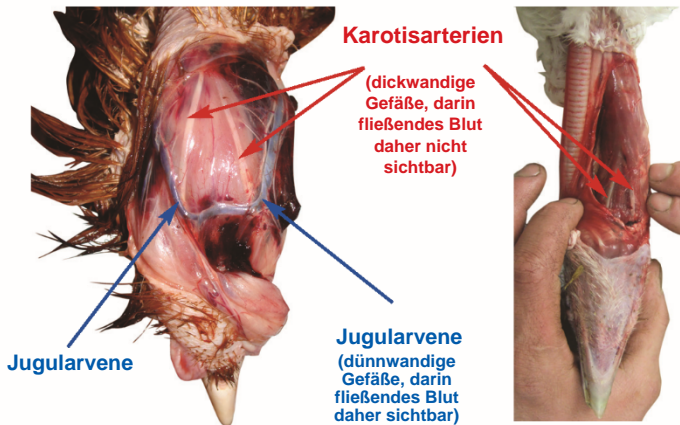 Karotisarterien
(dickwandige
Gefäße, darin
fließendes Blut
daher nicht
sichtbar)
Jugularvene
Jugularvene
(dünnwandige
Gefäße, darin
fließendes Blut
daher sichtbar)